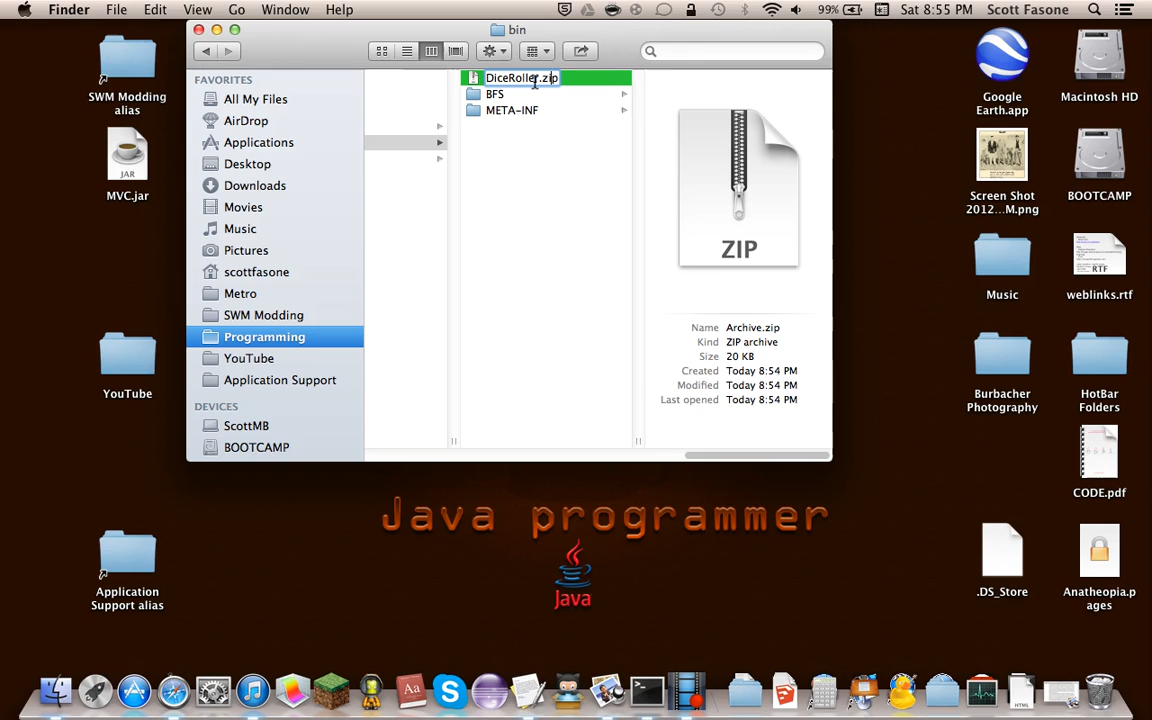 Finder File Edit View Go Window Help 99% Sat 8:55 PM Scott Fasone
bin
FAVORITES
All My Files
AirDrop
Applications
Desktop
Downloads
Movies
Music
Pictures
scottfasone
Metro
SWM Modding
Programming
YouTube
Application Support
DEVICES
ScottMB
BOOTCAMP
DiceRoller.zip
BFS
META-INF
ZIP
Name Archive.zip
Kind ZIP archive
Size 20 KB
Created Today 8:54 PM
Modified Today 8:54 PM
Last opened Today 8:54 PM
SWM Modding
alias
JAR
MVC.jar
YouTube
Application
Support alias
Google
Earth.app
Macintosh HD
Screen Shot
2012...M.png
BOOTCAMP
Music
RTF
weblinks.rtf
Burbacher
Photography
HotBar
Folders
CODE.pdf
.DS_Store
Anatheopia.p
ages
Java programmer
Java